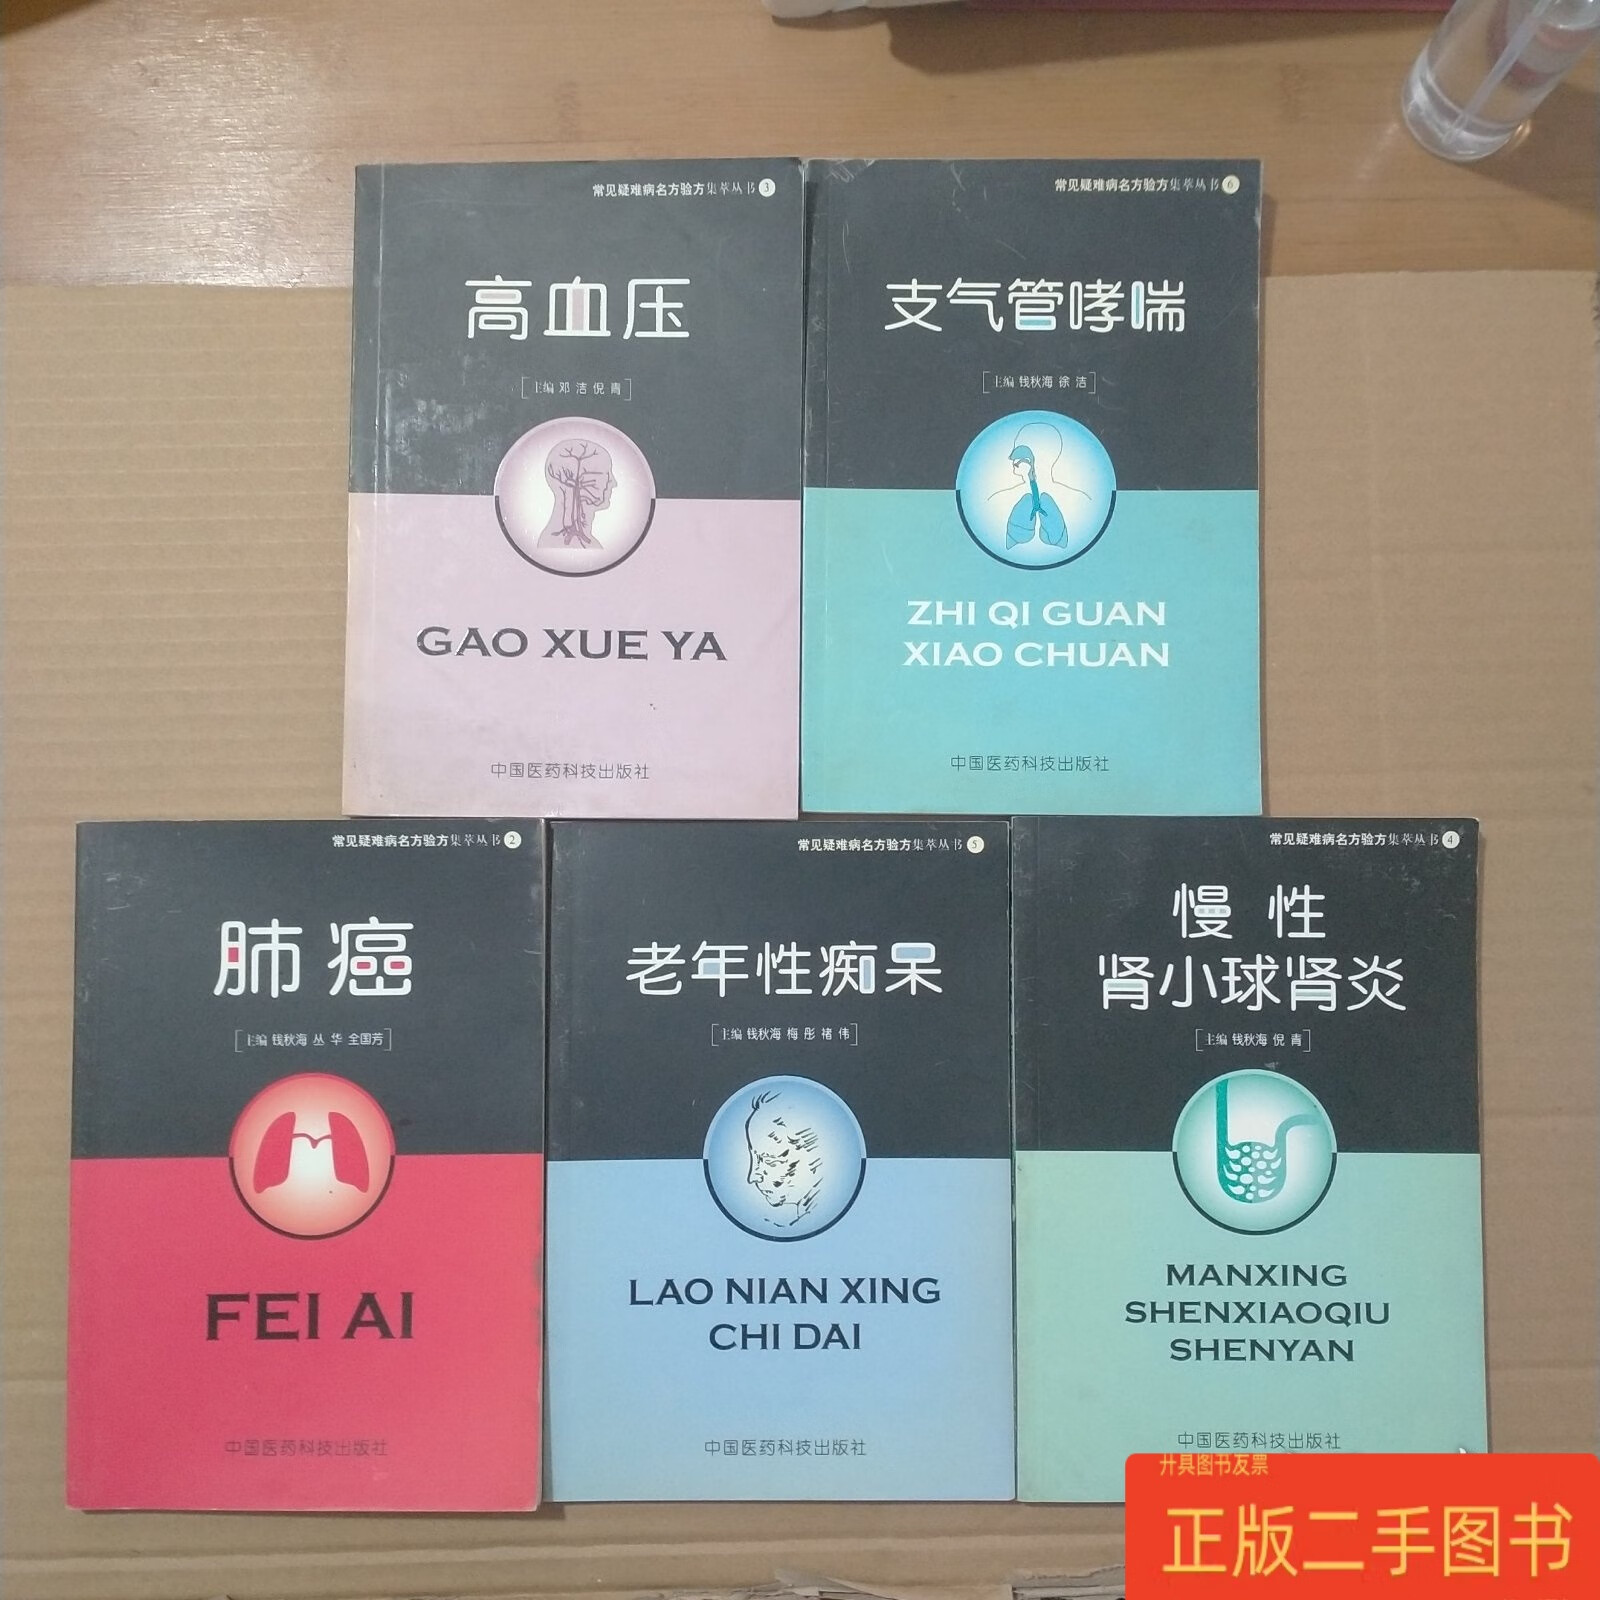 常见疑难病名方验方集萃丛书 3
高血压
主编 邓 洁 倪 青
GAO XUE YA
中国医药科技出版社
常见疑难病名方验方集萃丛书 6
支气管哮喘
主编 钱秋海 徐 洁
ZHI QI GUAN
XIAO CHUAN
中国医药科技出版社
常见疑难病名方验方集萃丛书 2
肺癌
主编 钱秋海 丛 华 全国芳
FEI AI
中国医药科技出版社
常见疑难病名方验方集萃丛书 5
老年性痴呆
主编 钱秋海 梅 彤 褚 伟
LAO NIAN XING
CHI DAI
中国医药科技出版社
常见疑难病名方验方集萃丛书 4
慢 性
肾小球肾炎
主编 钱秋海 倪 青
MANXING
SHENXIAOQIU
SHENYAN
中国医药科技出版社
开具图书发票
正版二手图书